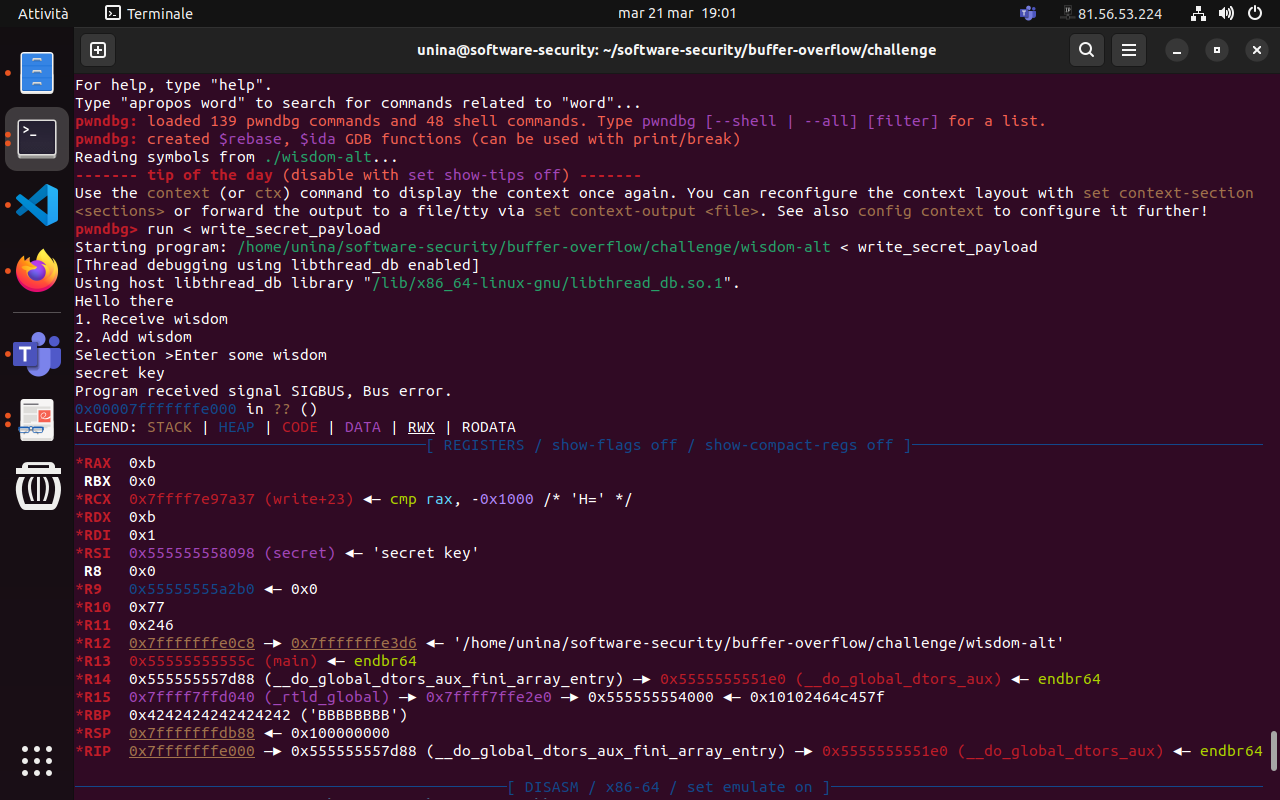 Attività Terminale mar 21 mar 19:01 81.56.53.224
unina@software-security: ~/software-security/buffer-overflow/challenge
For help, type "help".
Type "apropos word" to search for commands related to "word"...
pwndbg: loaded 139 pwndbg commands and 48 shell commands. Type pwndbg [--shell | --all] [filter] for a list.
pwndbg: created $rebase, $ida GDB functions (can be used with print/break)
Reading symbols from ./wisdom-alt...
------- tip of the day (disable with set show-tips off) -------
Use the context (or ctx) command to display the context once again. You can reconfigure the context layout with set context-section
<sections> or forward the output to a file/tty via set context-output <file>. See also config context to configure it further!
pwndbg> run < write_secret_payload
Starting program: /home/unina/software-security/buffer-overflow/challenge/wisdom-alt < write_secret_payload
[Thread debugging using libthread_db enabled]
Using host libthread_db library "/lib/x86_64-linux-gnu/libthread_db.so.1".
Hello there
1. Receive wisdom
2. Add wisdom
Selection >Enter some wisdom
secret key
Program received signal SIGBUS, Bus error.
0x00007fffffffe000 in ?? ()
LEGEND: STACK | HEAP | CODE | DATA | RWX | RODATA
[ REGISTERS / show-flags off / show-compact-regs off ]
*RAX 0xb
RBX 0x0
*RCX 0x7ffff7e97a37 (write+23) ◂— cmp rax, -0x1000 /* 'H=' */
*RDX 0xb
*RDI 0x1
*RSI 0x555555558098 (secret) ◂— 'secret key'
R8 0x0
*R9 0x55555555a2b0 ◂— 0x0
*R10 0x77
*R11 0x246
*R12 0x7fffffffe0c8 —▸ 0x7fffffffe3d6 ◂— '/home/unina/software-security/buffer-overflow/challenge/wisdom-alt'
*R13 0x55555555555c (main) ◂— endbr64
*R14 0x555555557d88 (__do_global_dtors_aux_fini_array_entry) —▸ 0x5555555551e0 (__do_global_dtors_aux) ◂— endbr64
*R15 0x7ffff7ffd040 (_rtld_global) —▸ 0x7ffff7ffe2e0 —▸ 0x555555554000 ◂— 0x10102464c457f
*RBP 0x4242424242424242 ('BBBBBBBB')
*RSP 0x7fffffffdb88 ◂— 0x100000000
*RIP 0x7fffffffe000 —▸ 0x555555557d88 (__do_global_dtors_aux_fini_array_entry) —▸ 0x5555555551e0 (__do_global_dtors_aux) ◂— endbr64
[ DISASM / x86-64 / set emulate on ]